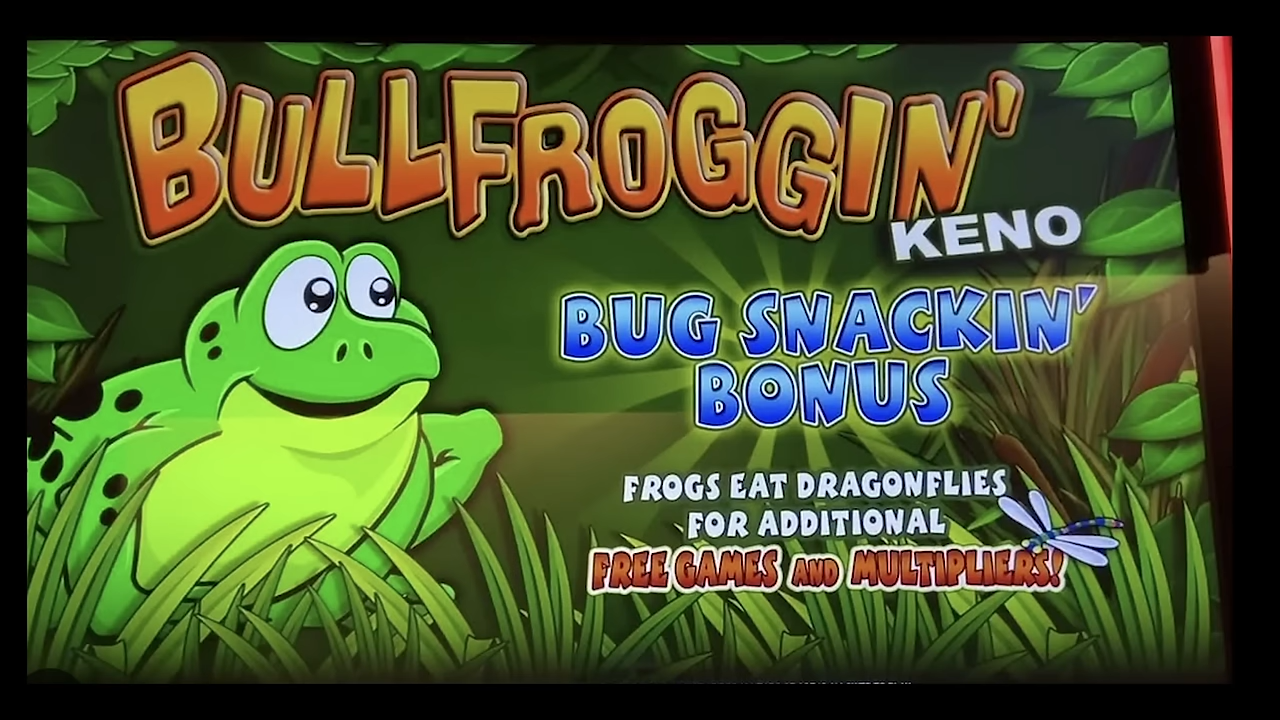 BULLFROGGIN'
KENO
BUG SNACKIN'
BONUS
FROGS EAT DRAGONFLIES
FOR ADDITIONAL
FREE GAMES AND MULTIPLIERS!